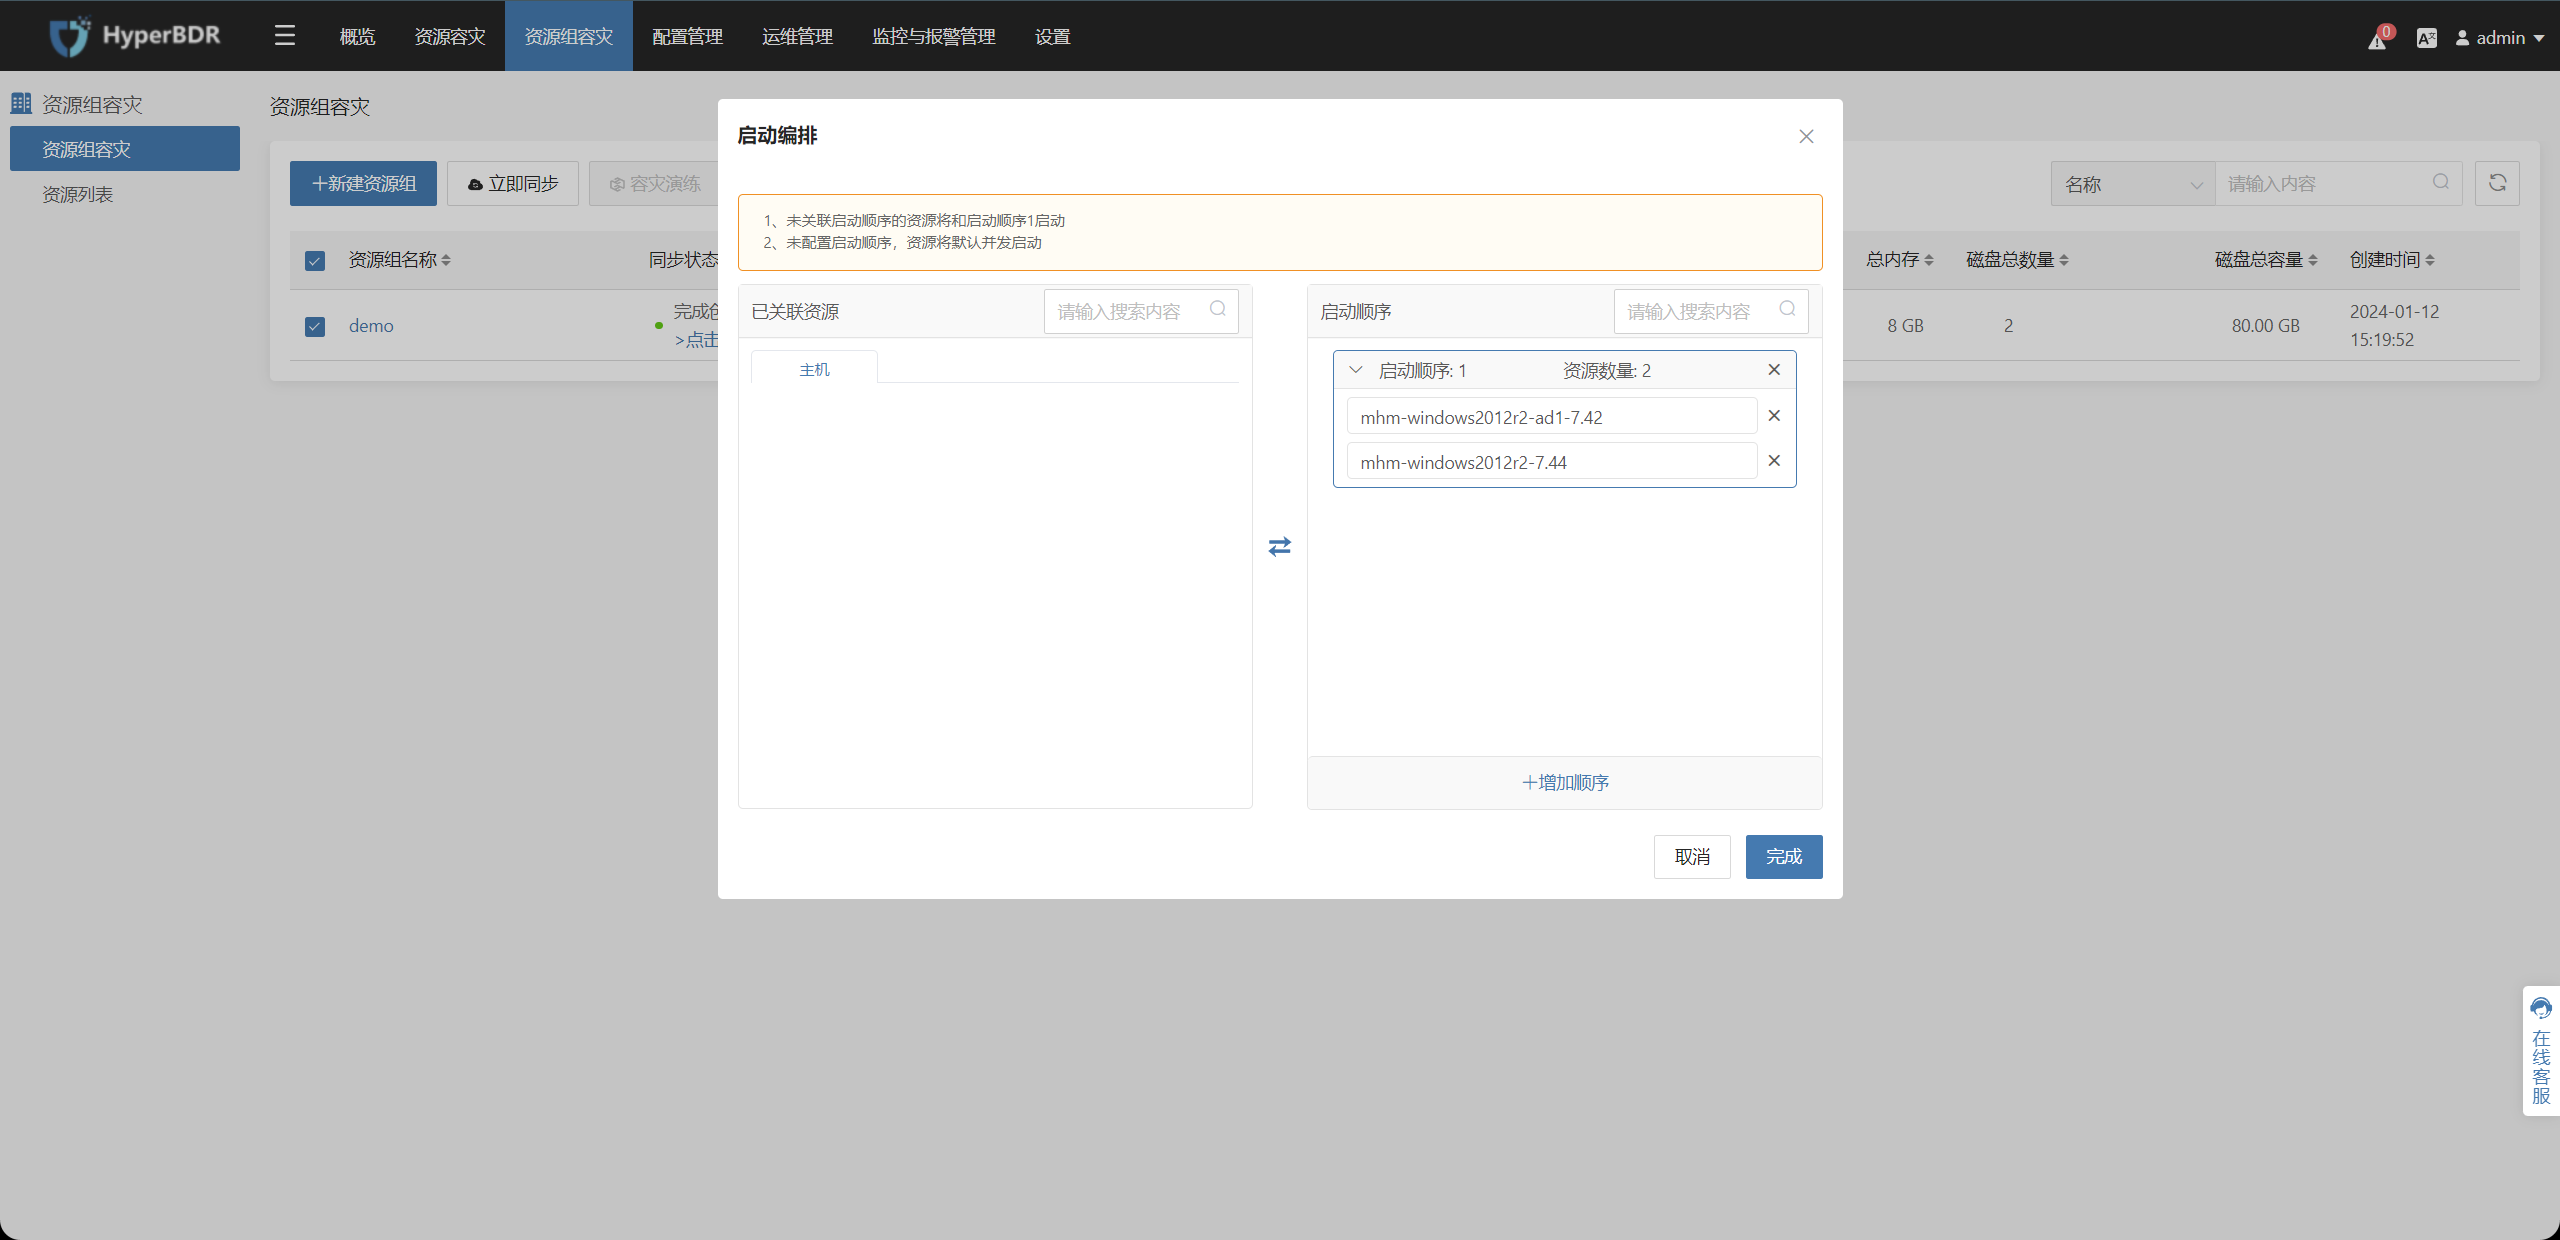 HyperBDR
概览
资源容灾
资源组容灾
配置管理
运维管理
监控与报警管理
设置
0
admin
资源组容灾
资源组容灾
资源列表
资源组容灾
新建资源组
立即同步
容灾演练
名称
请输入内容
资源组名称
同步状态
总内存
磁盘总数量
磁盘总容量
创建时间
demo
>点击
8 GB
2
80.00 GB
2024-01-12
15:19:52
启动编排
1、未关联启动顺序的资源将和启动顺序1启动
2、未配置启动顺序，资源将默认并发启动
已关联资源
请输入搜索内容
主机
启动顺序
请输入搜索内容
启动顺序: 1
资源数量: 2
mhm-windows2012r2-ad1-7.42
mhm-windows2012r2-7.44
增加顺序
取消
完成
在线客服